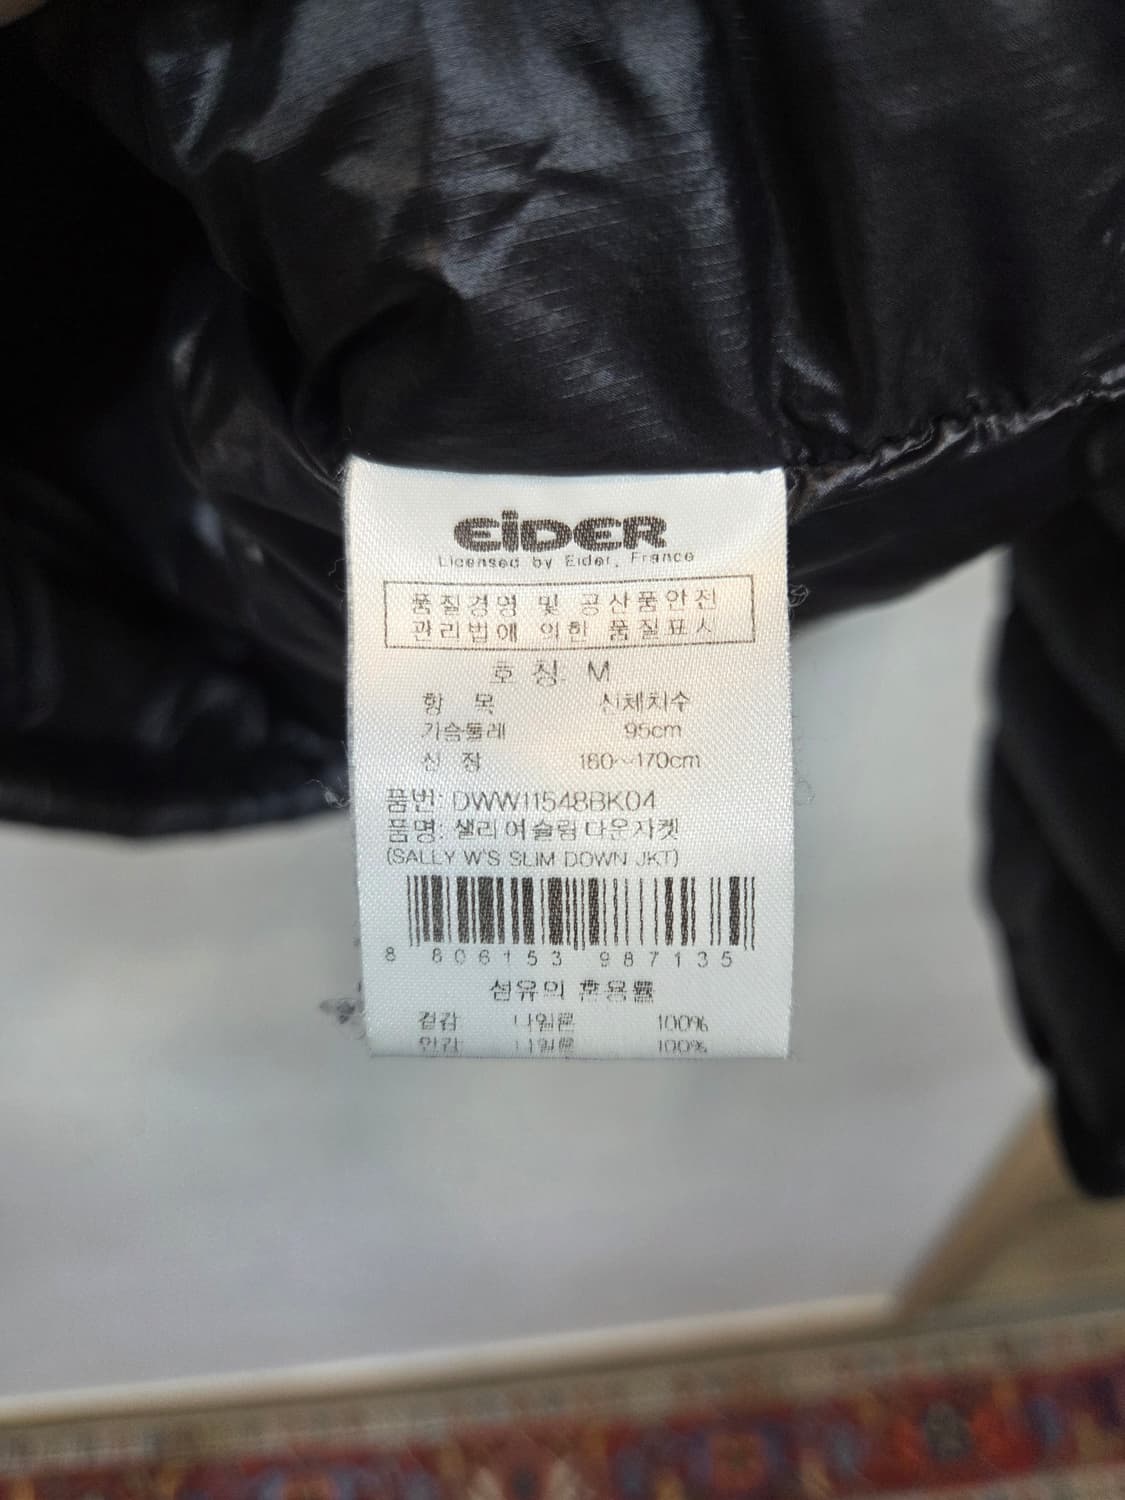 EiDER
Licensed by Eider, France
품질경영 및 공산품안전
관리법에 의한 품질표시
호 칭: M
항 목 신체치수
가슴둘레 95cm
신 장 160~170cm
품번: DWW11548BK04
품명: 샐리 여 슬림 다운자켓
(SALLY W'S SLIM DOWN JKT)
8 806153 987135
섬유의 혼용률
겉감 나일론 100%
안감 나일론 100%